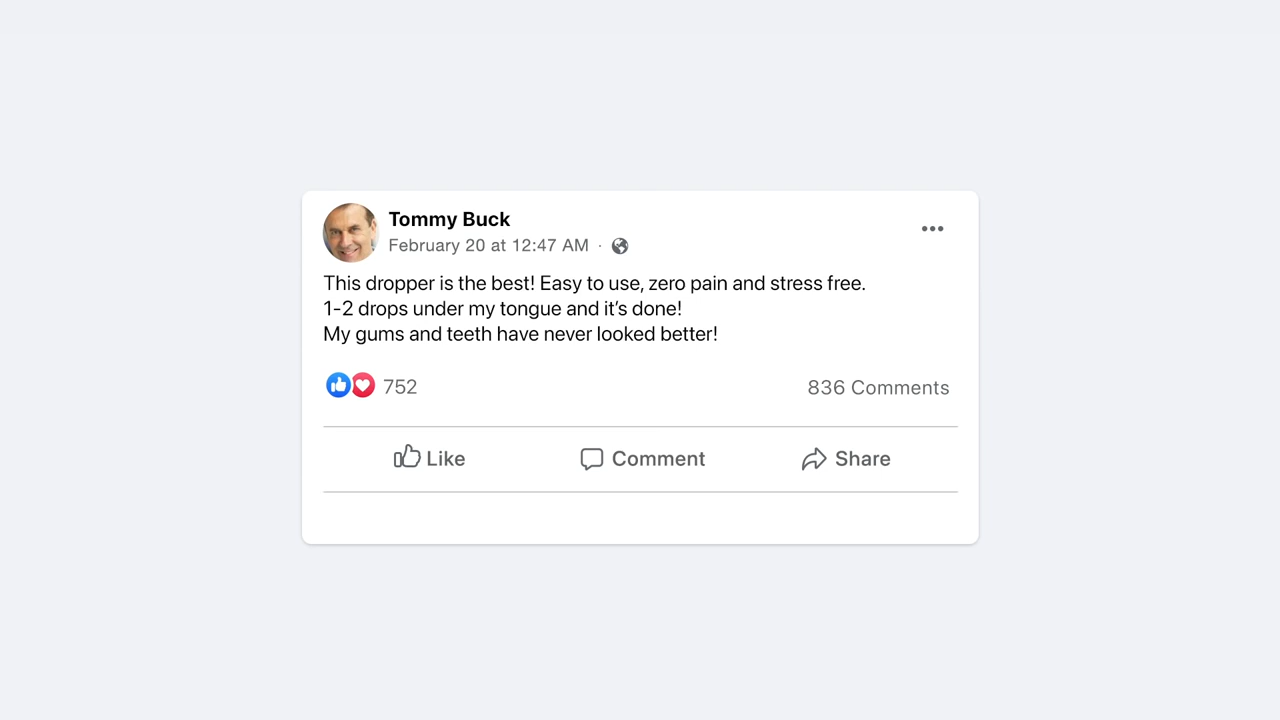 Tommy Buck
February 20 at 12:47 AM ·
This dropper is the best! Easy to use, zero pain and stress free.
1-2 drops under my tongue and it’s done!
My gums and teeth have never looked better!
752
836 Comments
Like
Comment
Share